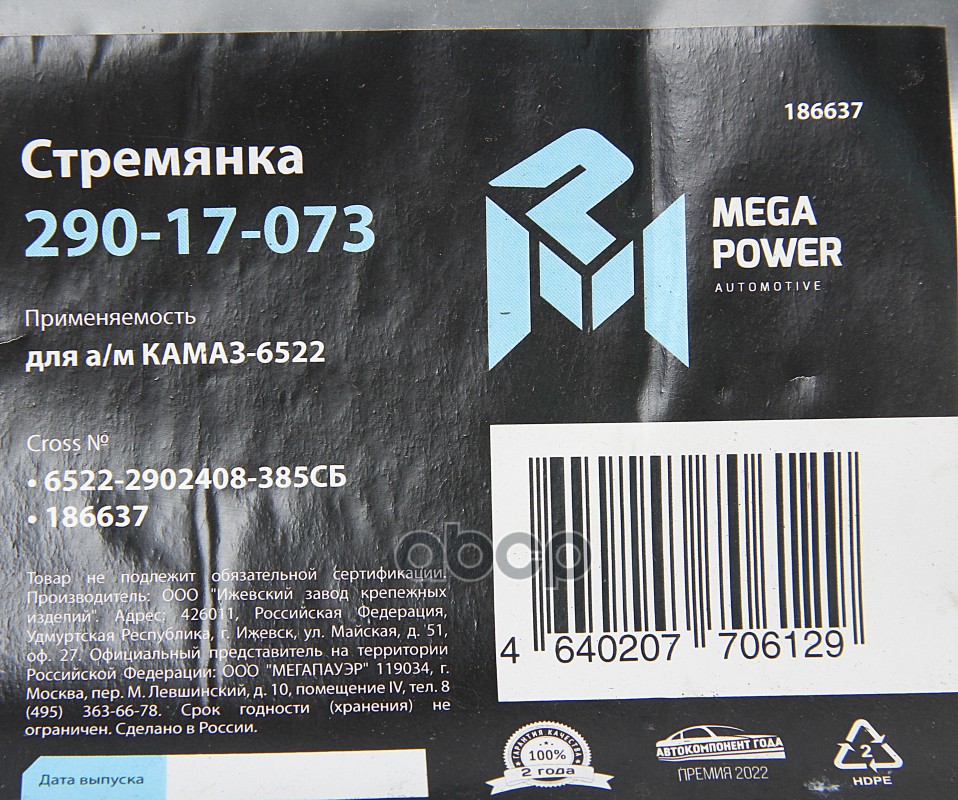 186637
Стремянка
290-17-073
MEGA
POWER
AUTOMOTIVE
Применяемость
для а/м КАМАЗ-6522
Cross №
• 6522-2902408-385СБ
• 186637
abcp
Товар не подлежит обязательной сертификации.
Производитель: ООО "Ижевский завод крепежных
изделий". Адрес: 426011, Российская Федерация,
Удмуртская Республика, г. Ижевск, ул. Майская, д. 51,
оф. 27. Официальный представитель на территории
Российской Федерации: ООО "МЕГАПАУЭР" 119034, г.
Москва, пер. М. Левшинский, д. 10, помещение IV, тел. 8
(495) 363-66-78. Срок годности (хранения) не
ограничен. Сделано в России.
4 640207 706129
Дата выпуска
ГАРАНТИЯ КАЧЕСТВА
100%
2 года
АВТОКОМПОНЕНТ ГОДА
ПРЕМИЯ 2022
2
HDPE